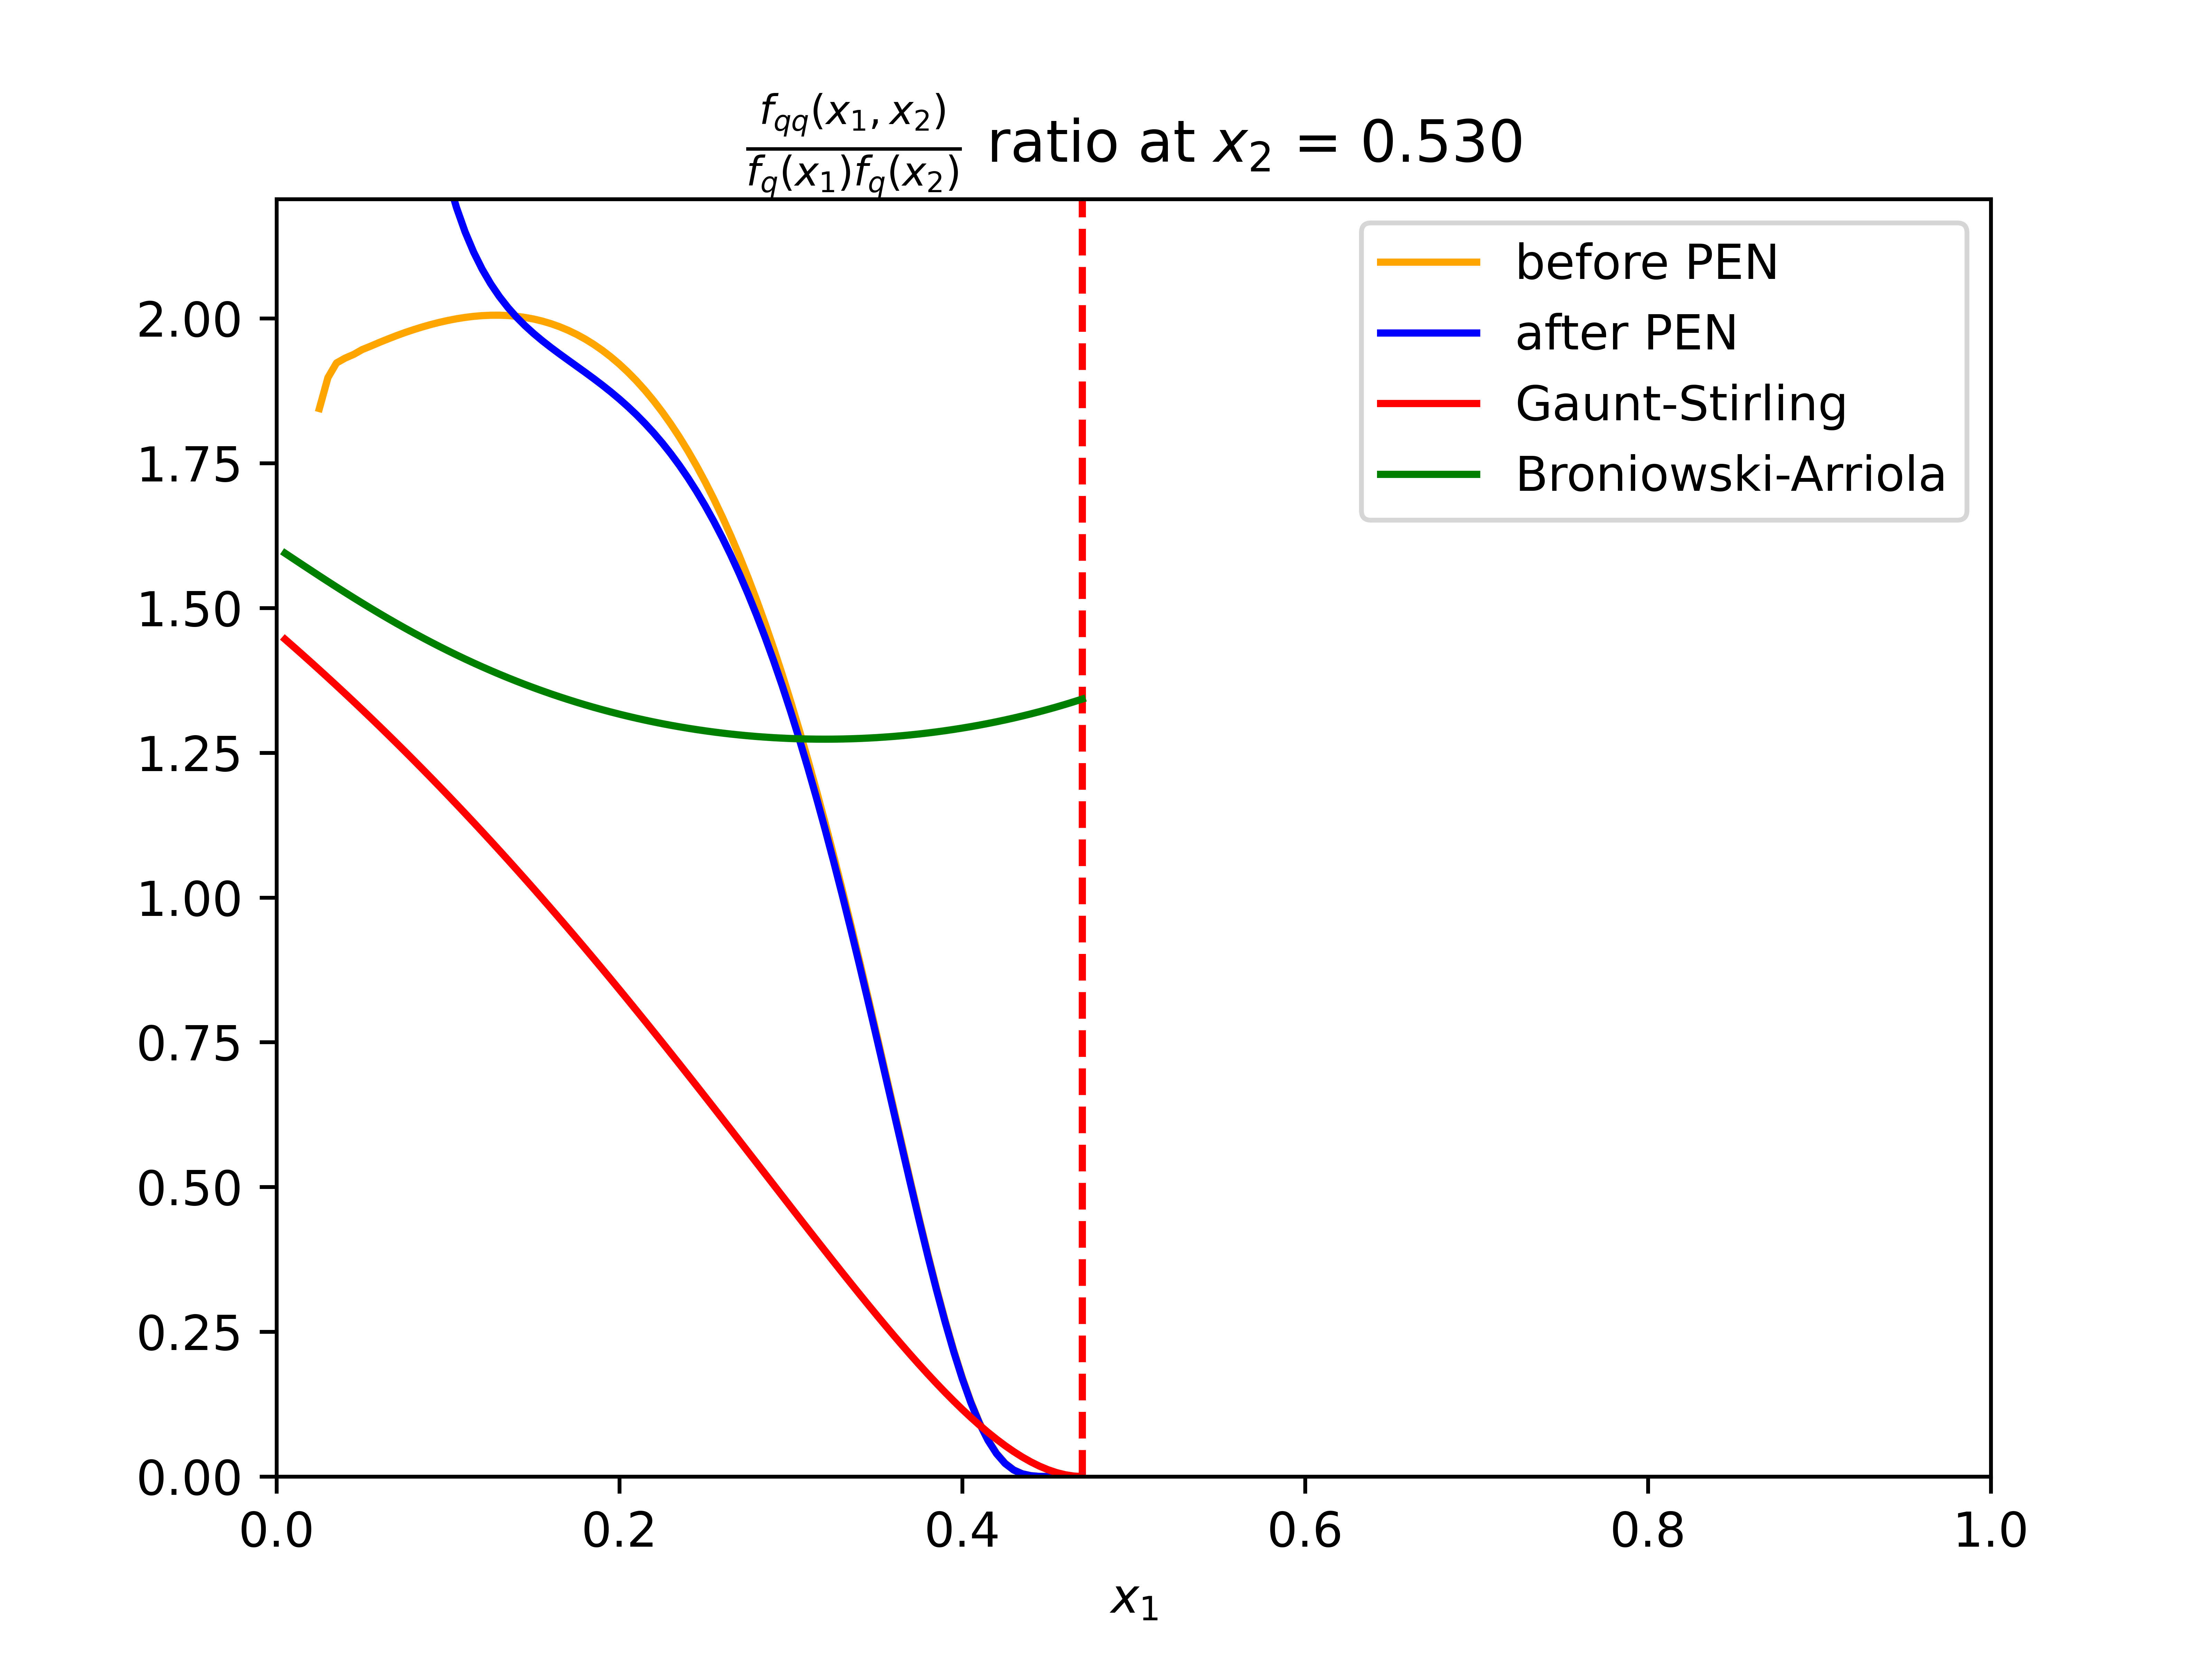 f_qq(x_1, x_2)
f_q(x_1)f_q(x_2) ratio at x_2 = 0.530
before PEN
after PEN
Gaunt-Stirling
Broniowski-Arriola
2.00
1.75
1.50
1.25
1.00
0.75
0.50
0.25
0.00
0.0 0.2 0.4 0.6 0.8 1.0
x_1